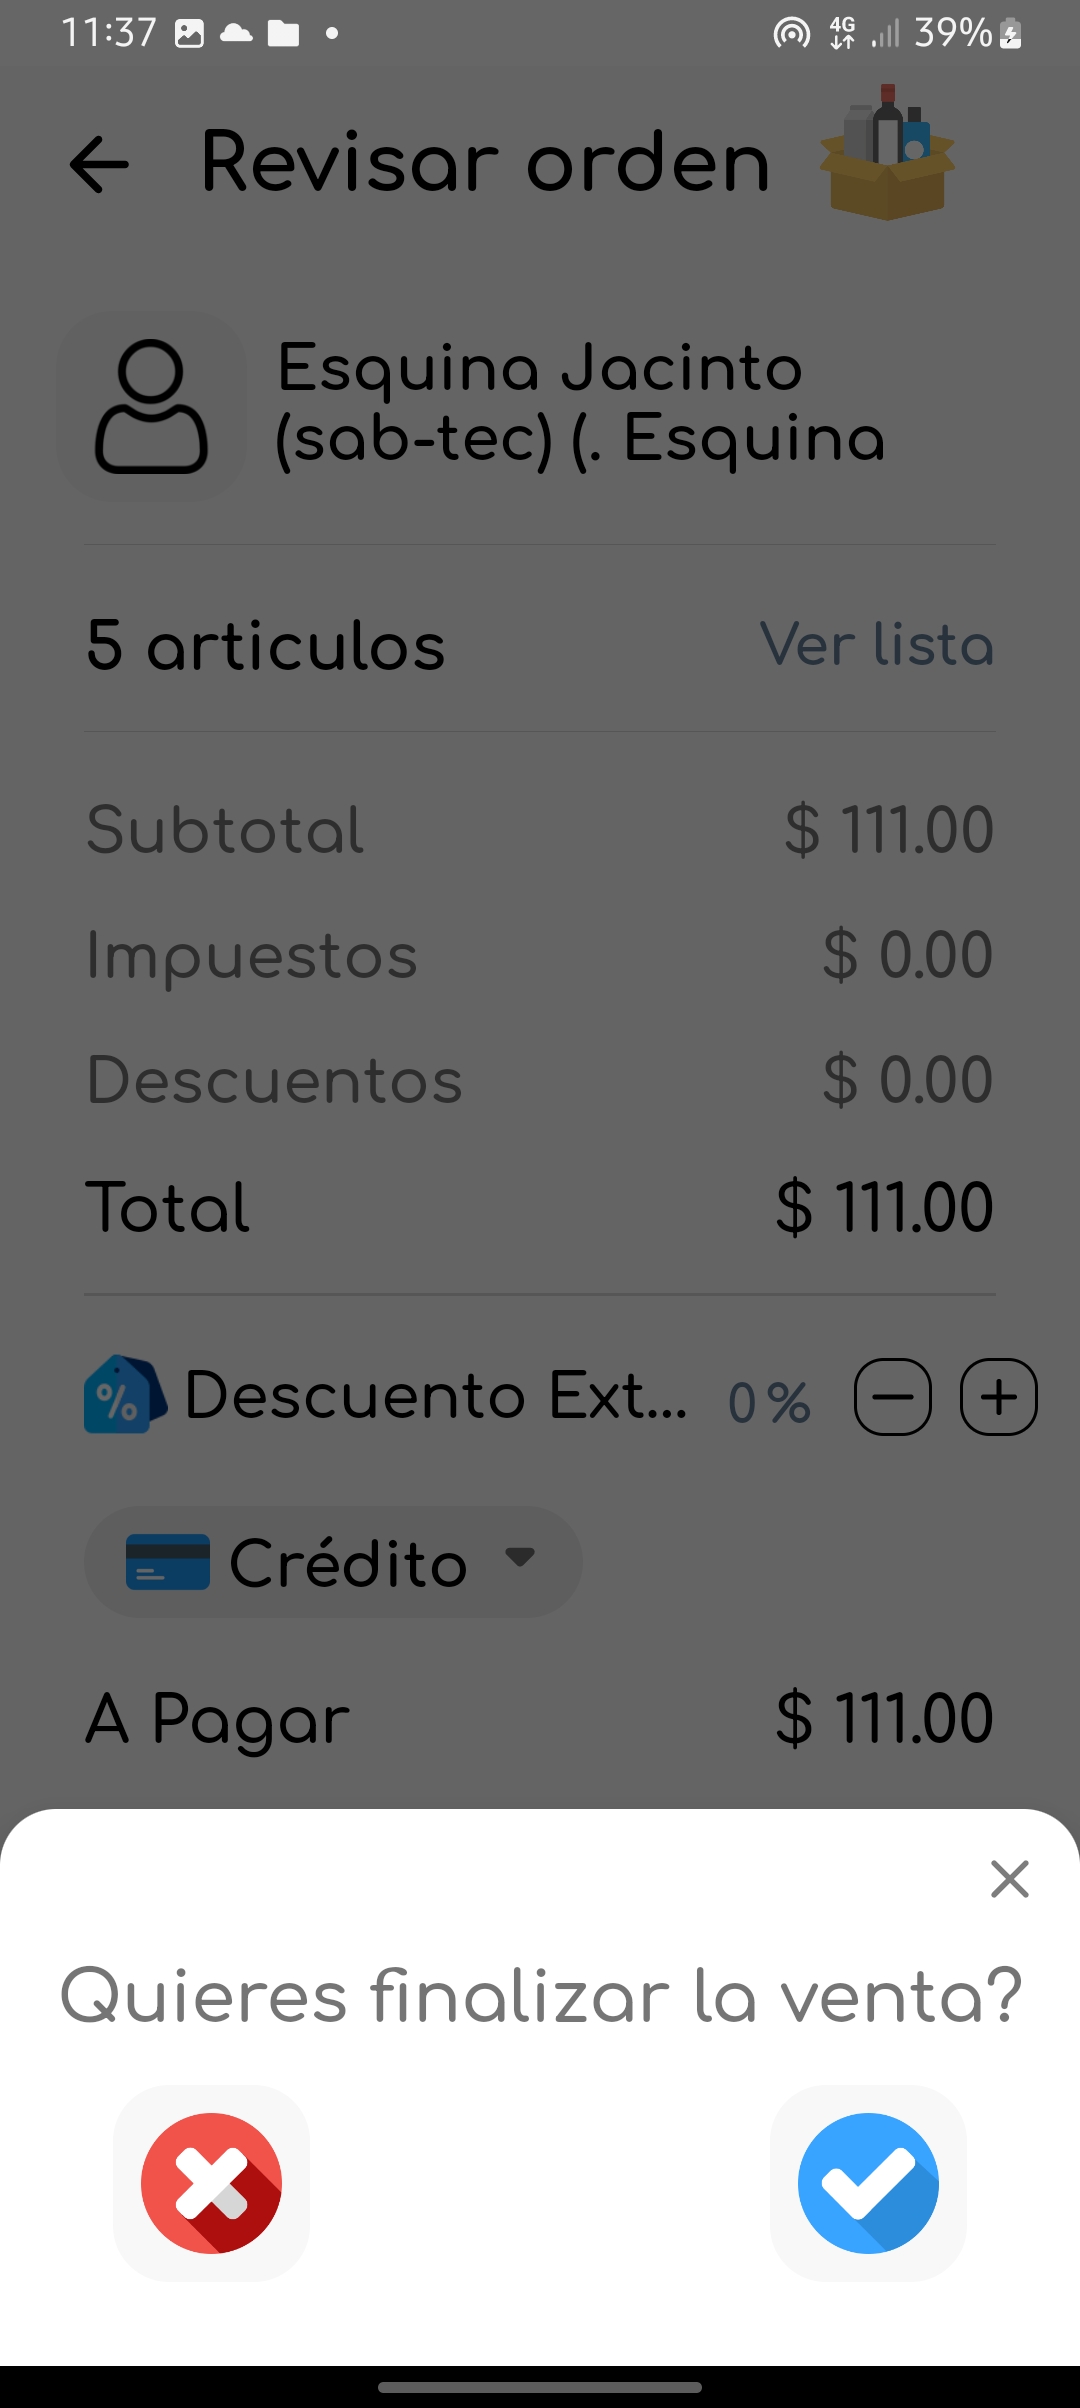 11:37 4G 39%
Revisar orden
Esquina Jacinto
(sab-tec) (. Esquina
5 articulos Ver lista
Subtotal $ 111.00
Impuestos $ 0.00
Descuentos $ 0.00
Total $ 111.00
% Descuento Ext... 0 %
Crédito
A Pagar $ 111.00
Quieres finalizar la venta?